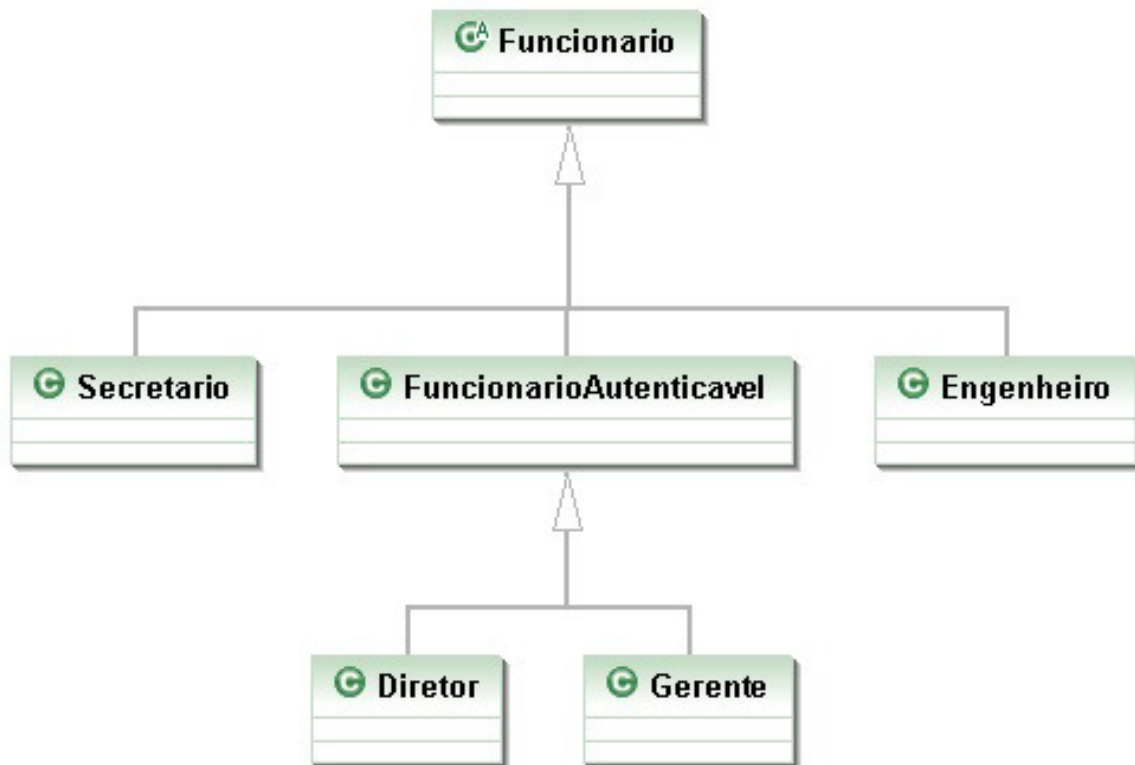 Funcionario
Secretario
FuncionarioAutenticavel
Engenheiro
Diretor
Gerente